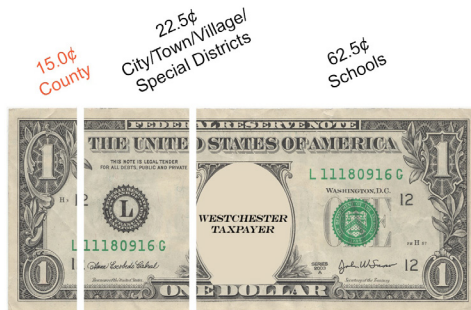 15.0¢
County
22.5¢
City/Town/Village/
Special Districts
62.5¢
Schools
FEDERAL RESERVE NOTE
THE UNITED STATES OF AMERICA
THIS NOTE IS LEGAL TENDER
FOR ALL DEBTS, PUBLIC AND PRIVATE
L 11180916 G
WASHINGTON, D.C.
1
1
H
12
L
12
WESTCHESTER
TAXPAYER
L 11180916 G
SERIES
12
1
1
ONE DOLLAR